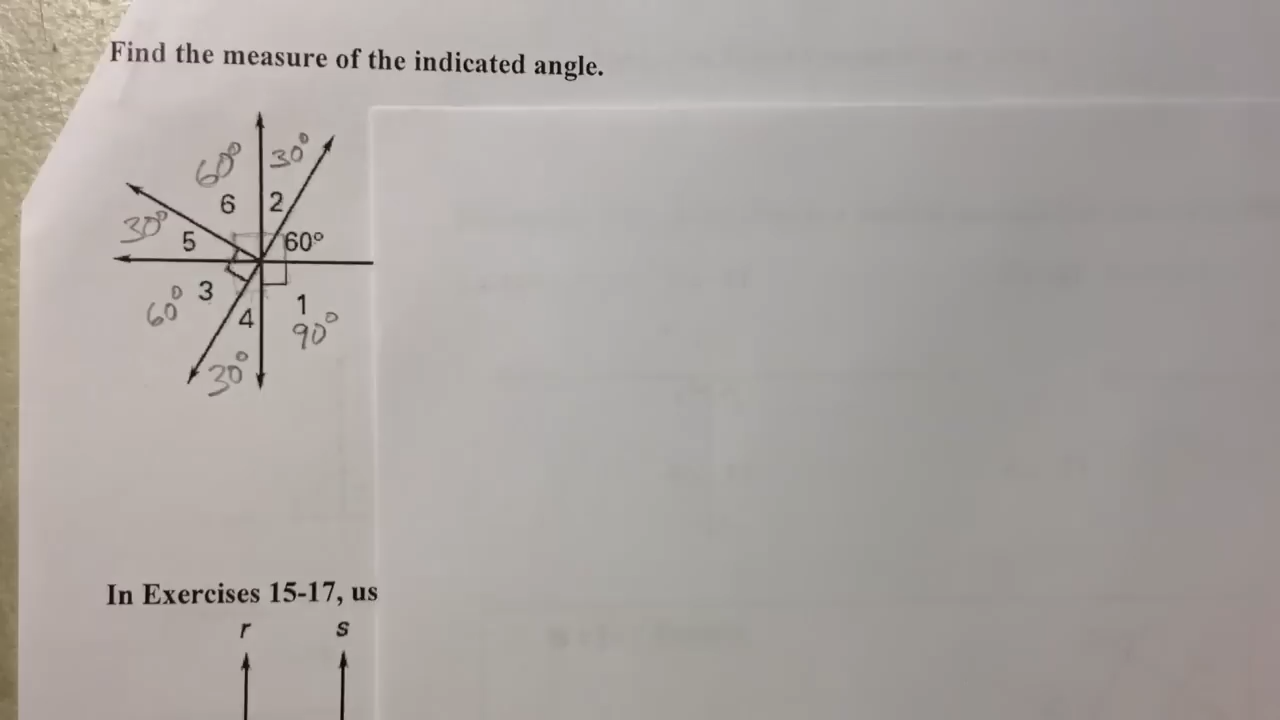 Find the measure of the indicated angle.
60° 30°
6 2
30° 5 60°
3 1
60° 4 90°
30°
In Exercises 15-17, us
r s